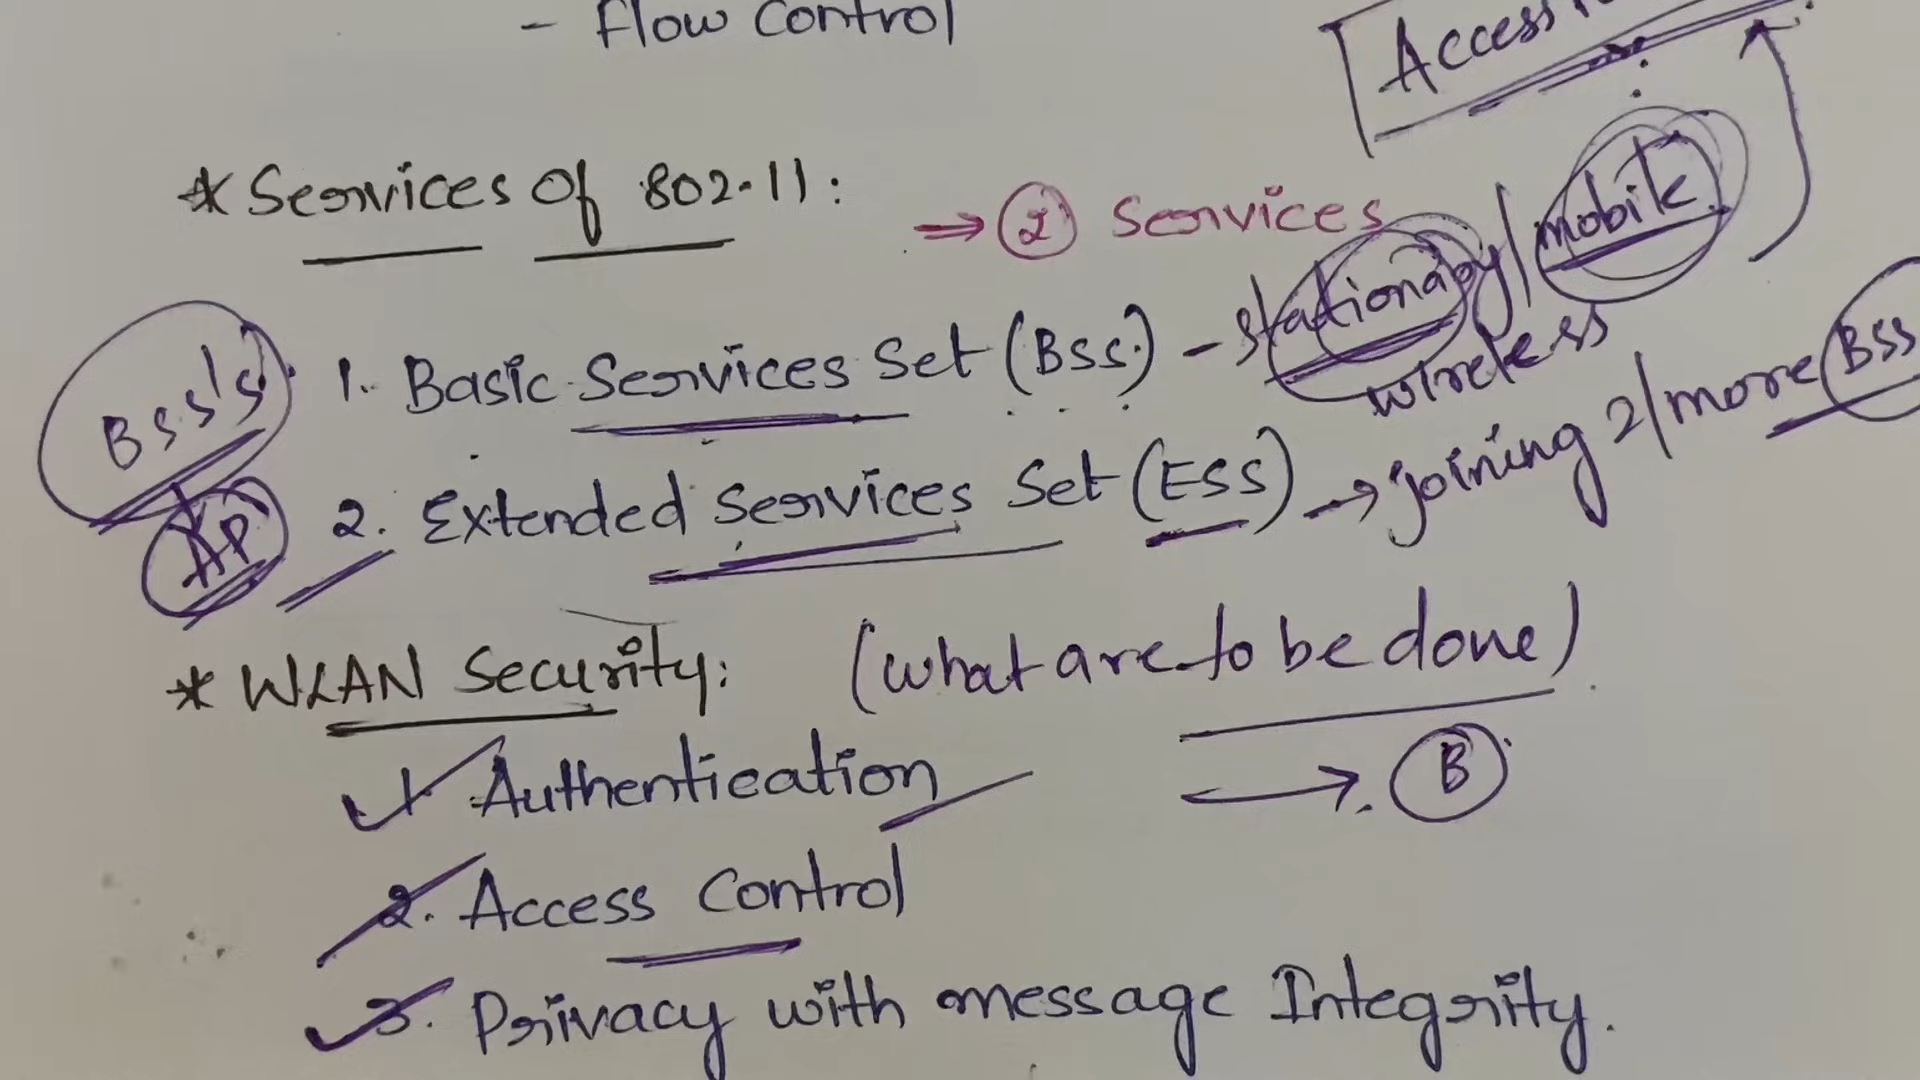 - Flow Control
Access
* Services of 802.11:
⇒ 2 Services
1. Basic Services Set (BSS) - Stationary/mobile
wireless
BSS's
2. Extended Services Set (ESS) → joining 2/more BSS
AP
* WLAN Security: (what are to be done)
1. Authentication → B
2. Access Control
3. Privacy with message Integrity.